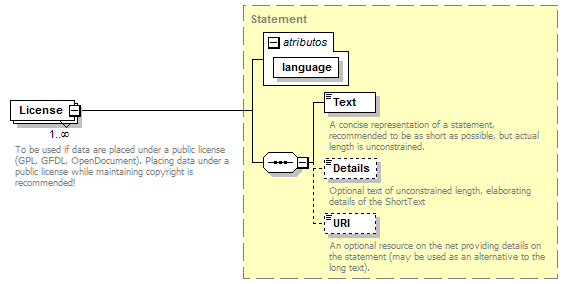 Statement
atributos
language
License
1..∞
To be used if data are placed under a public license
(GPL, GFDL, OpenDocument). Placing data under a
public license while maintaining copyright is
recommended!
Text
A concise representation of a statement,
recommended to be as short as possible, but actual
length is unconstrained.
Details
Optional text of unconstrained length, elaborating
details of the ShortText
URI
An optional resource on the net providing details on
the statement (may be used as an alternative to the
long text).